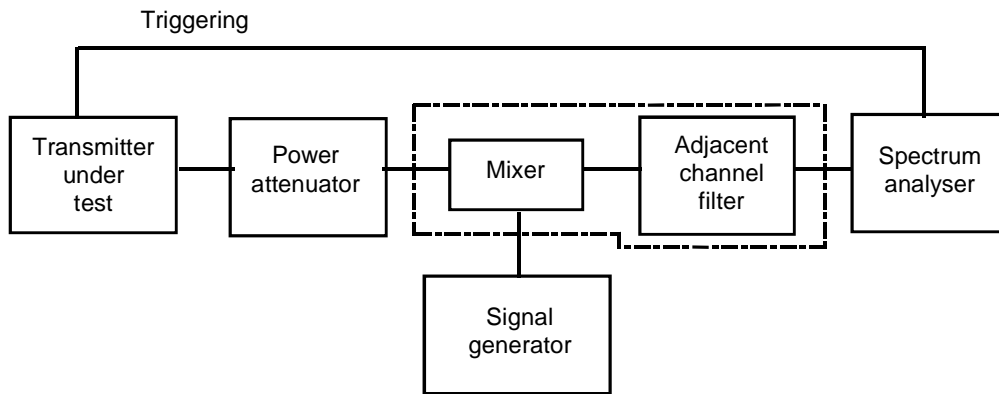 Triggering
Transmitter
under
test
Power
attenuator
Mixer
Adjacent
channel
filter
Spectrum
analyser
Signal
generator